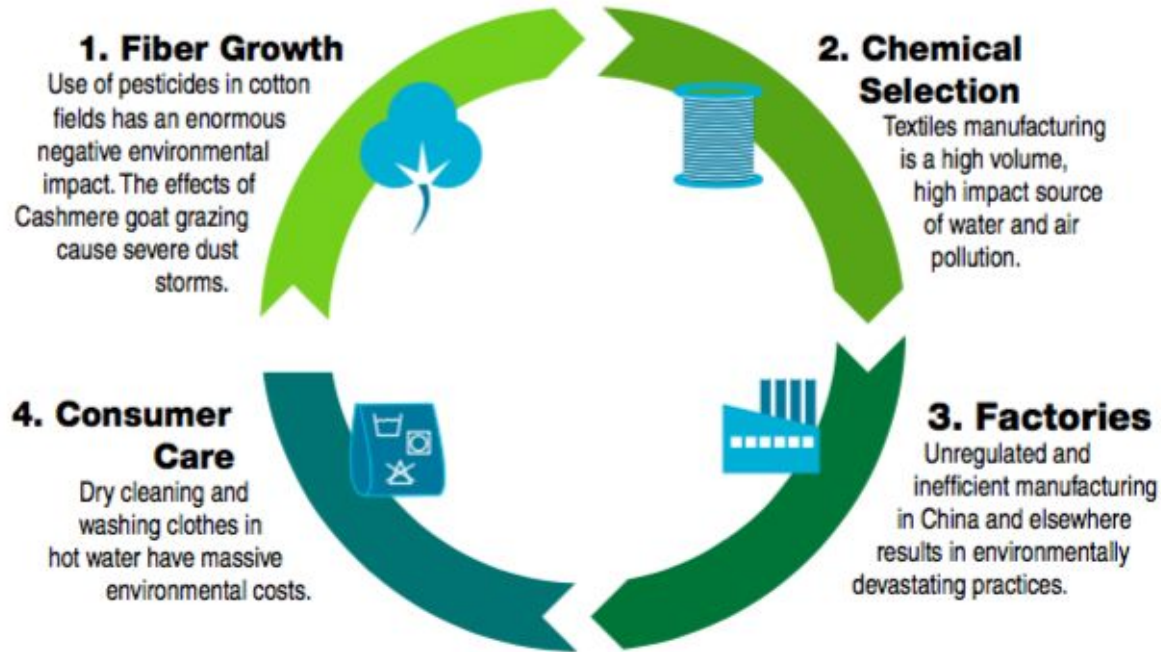 1. Fiber Growth
Use of pesticides in cotton
fields has an enormous
negative environmental
impact. The effects of
Cashmere goat grazing
cause severe dust
storms.
2. Chemical
Selection
Textiles manufacturing
is a high volume,
high impact source
of water and air
pollution.
3. Factories
Unregulated and
inefficient manufacturing
in China and elsewhere
results in environmentally
devastating practices.
4. Consumer
Care
Dry cleaning and
washing clothes in
hot water have massive
environmental costs.